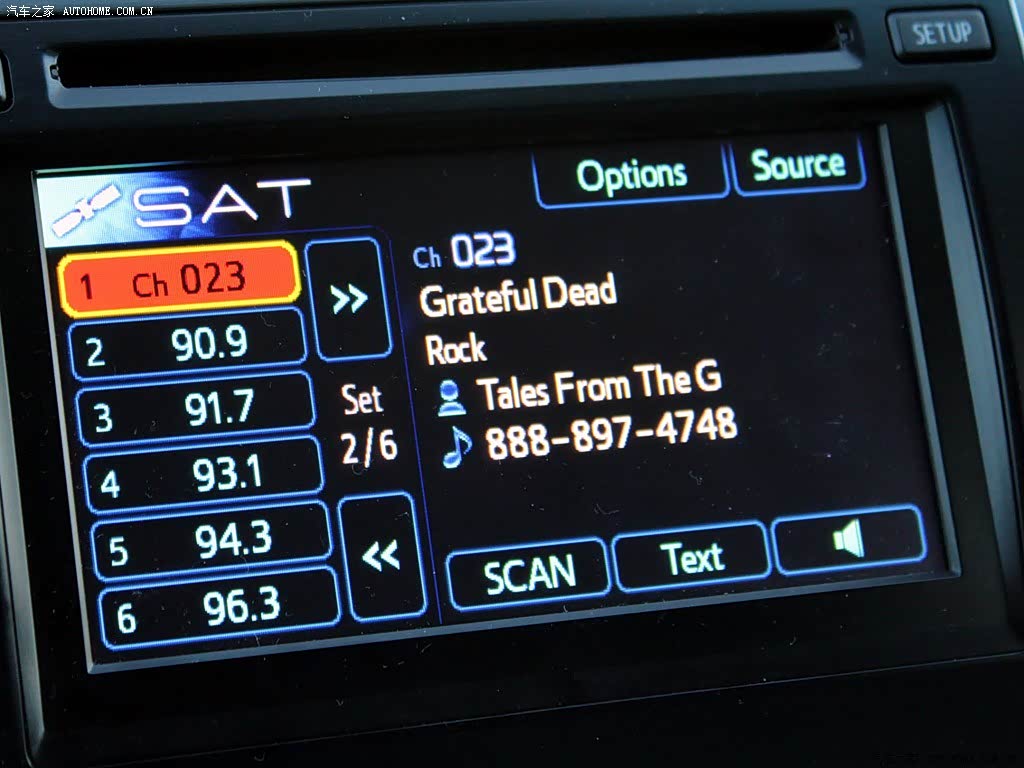 汽车之家 AUTOHOME.COM.CN
SETUP
SAT
Options
Source
1 Ch 023
2 90.9
3 91.7
4 93.1
5 94.3
6 96.3
>>
Set
2/6
<<
Ch 023
Grateful Dead
Rock
Tales From The G
888-897-4748
SCAN
Text